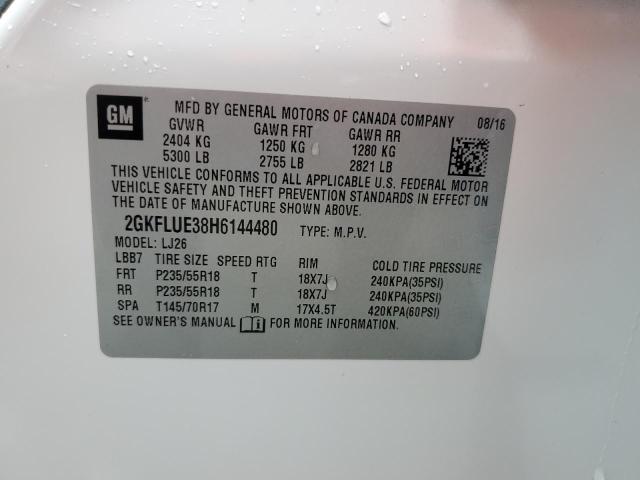 GM
MFD BY GENERAL MOTORS OF CANADA COMPANY 08/16
GVWR GAWR FRT GAWR RR
2404 KG 1250 KG 1280 KG
5300 LB 2755 LB 2821 LB
THIS VEHICLE CONFORMS TO ALL APPLICABLE U.S. FEDERAL MOTOR
VEHICLE SAFETY AND THEFT PREVENTION STANDARDS IN EFFECT ON
THE DATE OF MANUFACTURE SHOWN ABOVE.
2GKFLUE38H6144480 TYPE: M.P.V.
MODEL: LJ26
LBB7 TIRE SIZE SPEED RTG RIM COLD TIRE PRESSURE
FRT P235/55R18 T 18X7J 240KPA(35PSI)
RR P235/55R18 T 18X7J 240KPA(35PSI)
SPA T145/70R17 M 17X4.5T 420KPA(60PSI)
SEE OWNER'S MANUAL FOR MORE INFORMATION.